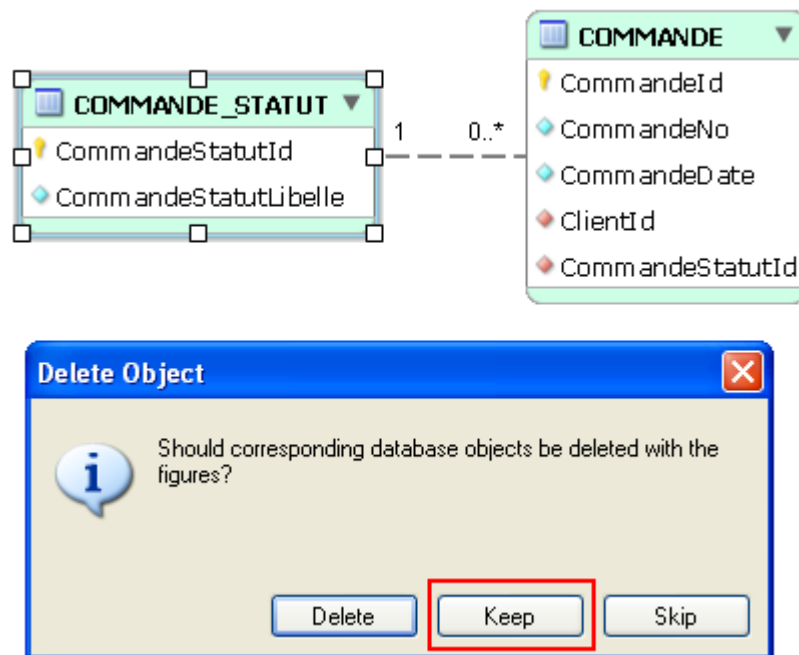 COMMANDE
CommandeId
CommandeNo
CommandeDate
ClientId
CommandeStatutId
COMMANDE_STATUT
CommandeStatutId
CommandeStatutLibelle
1 0..*
Delete Object
Should corresponding database objects be deleted with the
figures?
Delete Keep Skip